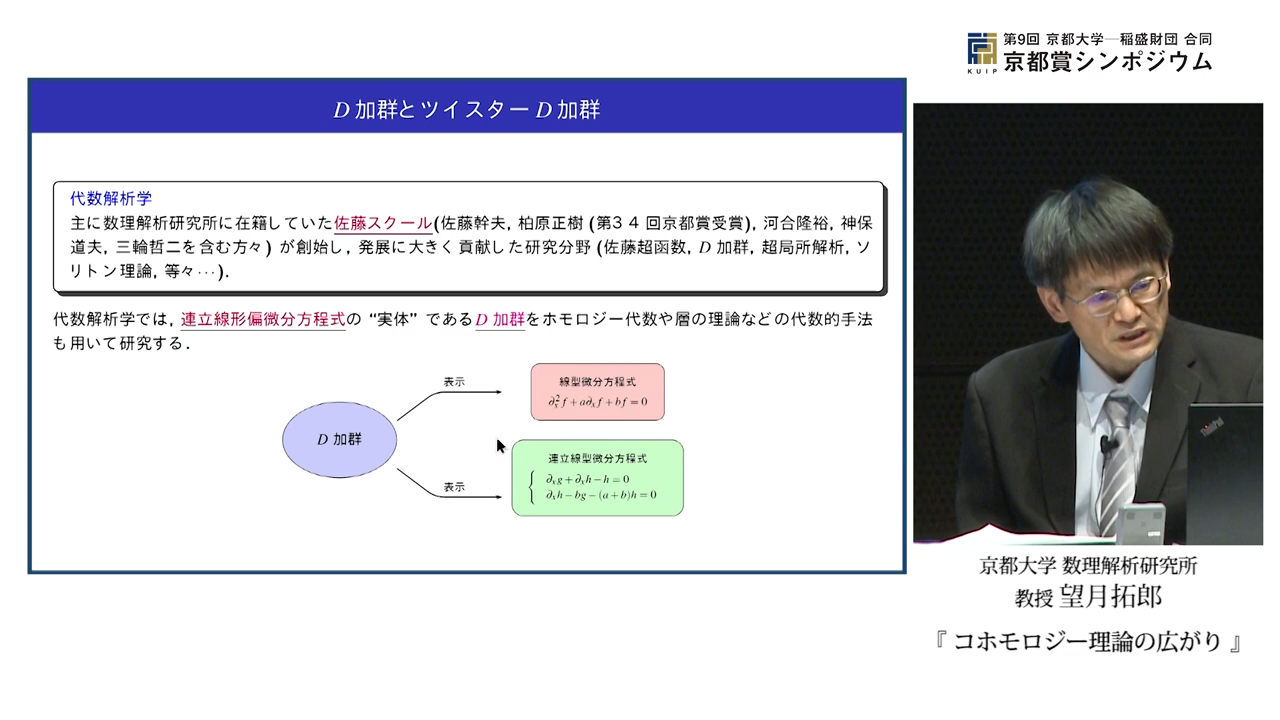 第9回 京都大学―稲盛財団 合同
京都賞シンポジウム
KUIP
D 加群とツイスター D 加群
代数解析学
主に数理解析研究所に在籍していた佐藤スクール(佐藤幹夫, 柏原正樹 (第34回京都賞受賞), 河合隆裕, 神保
道夫, 三輪哲二を含む方々) が創始し, 発展に大きく貢献した研究分野 (佐藤超函数, D 加群, 超局所解析, ソ
リトン理論, 等々…).
代数解析学では, 連立線形偏微分方程式の “実体” であるD 加群をホモロジー代数や層の理論などの代数的手法
も用いて研究する.
D 加群
表示
線型微分方程式
∂²ₓf+a∂ₓf+bf=0
表示
連立線型微分方程式
∂ₓg+∂ₓh−h=0
∂ₓh−bg−(a+b)h=0
ThinkPad
京都大学 数理解析研究所
教授 望月拓郎
『 コホモロジー理論の広がり 』